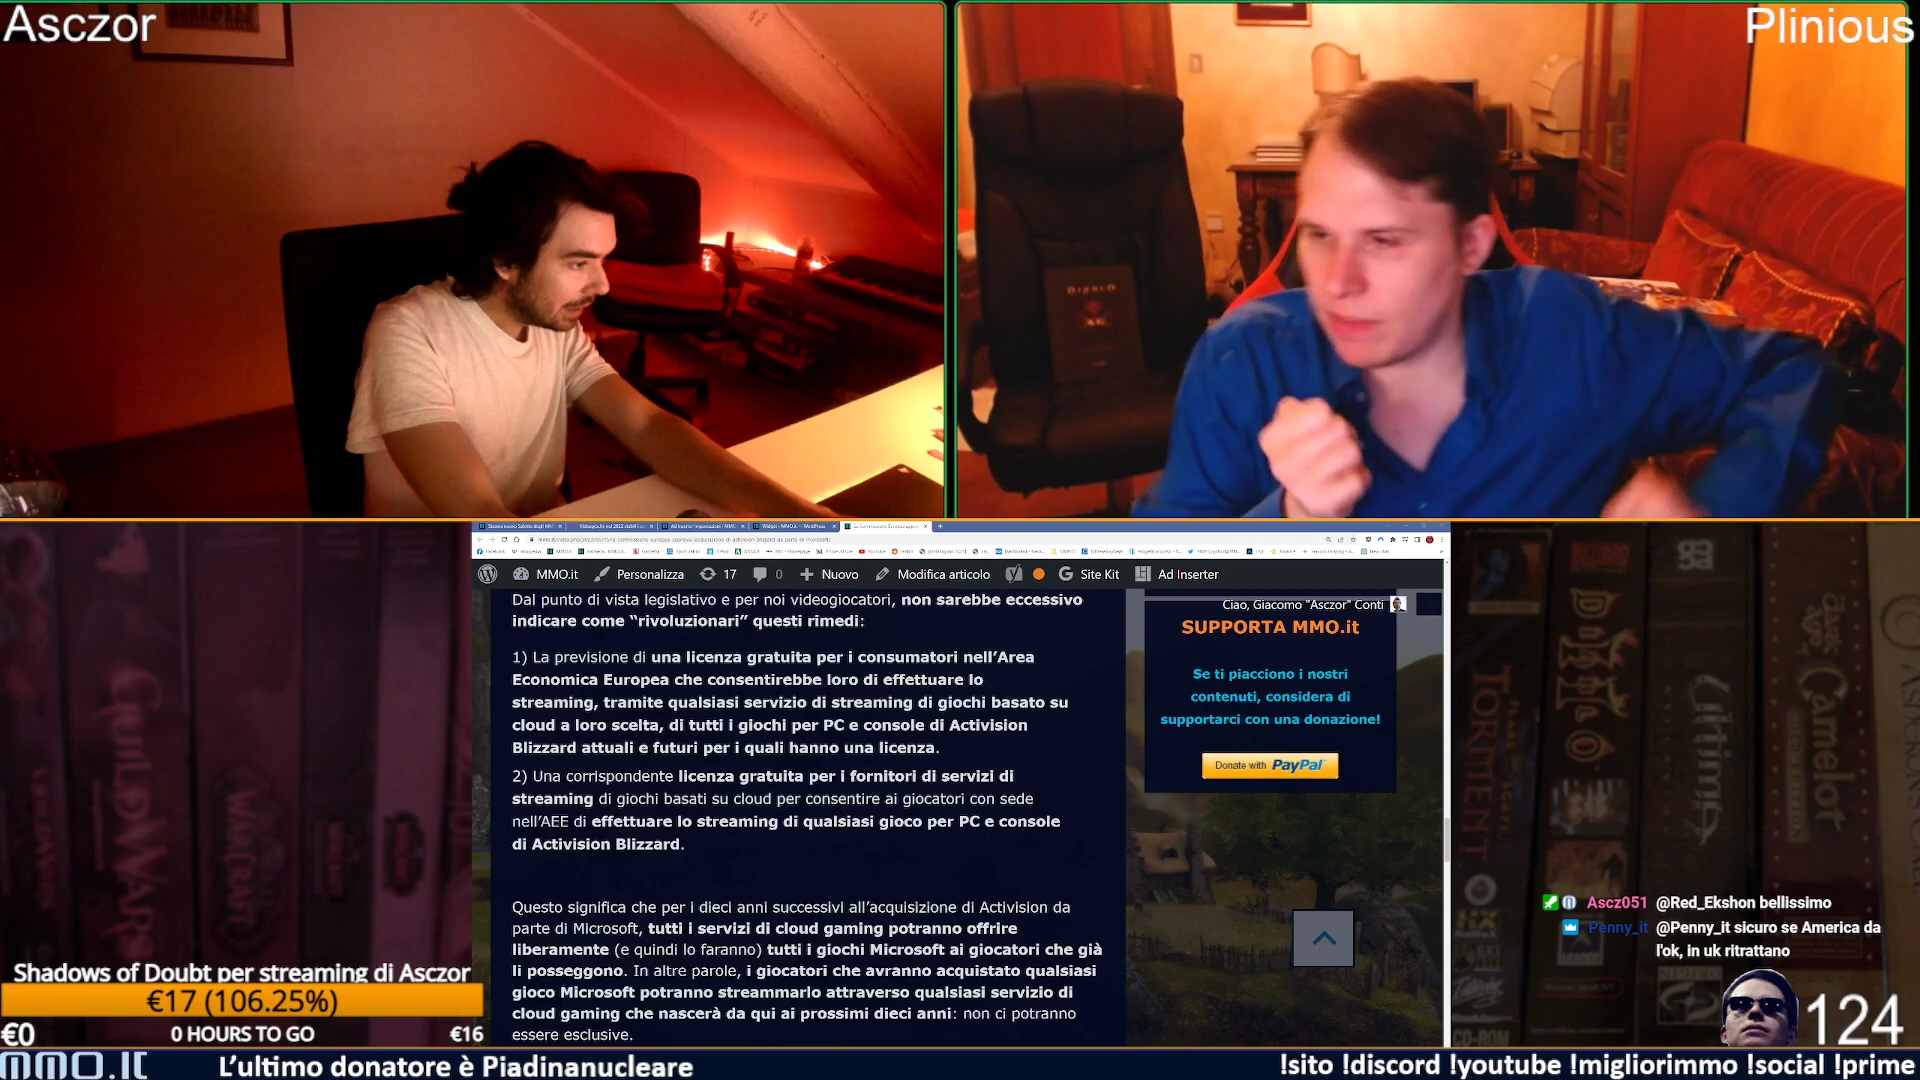 Asczor
Plinious
DIABLO
MMO.it
Personalizza
17
0
Nuovo
Modifica articolo
Site Kit
Ad Inserter
Ciao, Giacomo "Asczor" Conti
Dal punto di vista legislativo e per noi videogiocatori, non sarebbe eccessivo
indicare come “rivoluzionari” questi rimedi:
1) La previsione di una licenza gratuita per i consumatori nell’Area
Economica Europea che consentirebbe loro di effettuare lo
streaming, tramite qualsiasi servizio di streaming di giochi basato su
cloud a loro scelta, di tutti i giochi per PC e console di Activision
Blizzard attuali e futuri per i quali hanno una licenza.
2) Una corrispondente licenza gratuita per i fornitori di servizi di
streaming di giochi basati su cloud per consentire ai giocatori con sede
nell’AEE di effettuare lo streaming di qualsiasi gioco per PC e console
di Activision Blizzard.
Questo significa che per i dieci anni successivi all’acquisizione di Activision da
parte di Microsoft, tutti i servizi di cloud gaming potranno offrire
liberamente (e quindi lo faranno) tutti i giochi Microsoft ai giocatori che già
li posseggono. In altre parole, i giocatori che avranno acquistato qualsiasi
gioco Microsoft potranno streammarlo attraverso qualsiasi servizio di
cloud gaming che nascerà da qui ai prossimi dieci anni: non ci potranno
essere esclusive.
SUPPORTA MMO.it
Se ti piacciono i nostri
contenuti, considera di
supportarci con una donazione!
Donate with PayPal
GUILD WARS
WARCRAFT
TORMENT
DIABLO
Ultima
Camelot
CD-ROM
Ascz051 @Red_Ekshon bellissimo
Penny_it @Penny_it sicuro se America da
l'ok, in uk ritrattano
124
Shadows of Doubt per streaming di Asczor
€17 (106.25%)
€0
0 HOURS TO GO
€16
MMO.IT
L’ultimo donatore è Piadinanucleare
!sito !discord !youtube !migliorimmo !social !prime